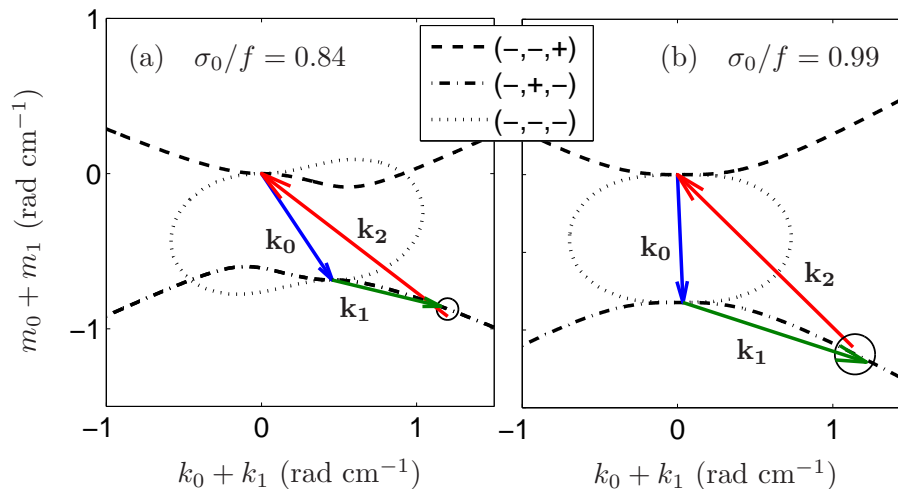 (a) σ₀/f = 0.84
(b) σ₀/f = 0.99
(–,–,+)
(–,+,–)
(–,–,–)
m₀ + m₁ (rad cm⁻¹)
1
0
−1
k₀
k₂
k₁
k₀
k₂
k₁
−1 0 1
−1 0 1
k₀ + k₁ (rad cm⁻¹)
k₀ + k₁ (rad cm⁻¹)